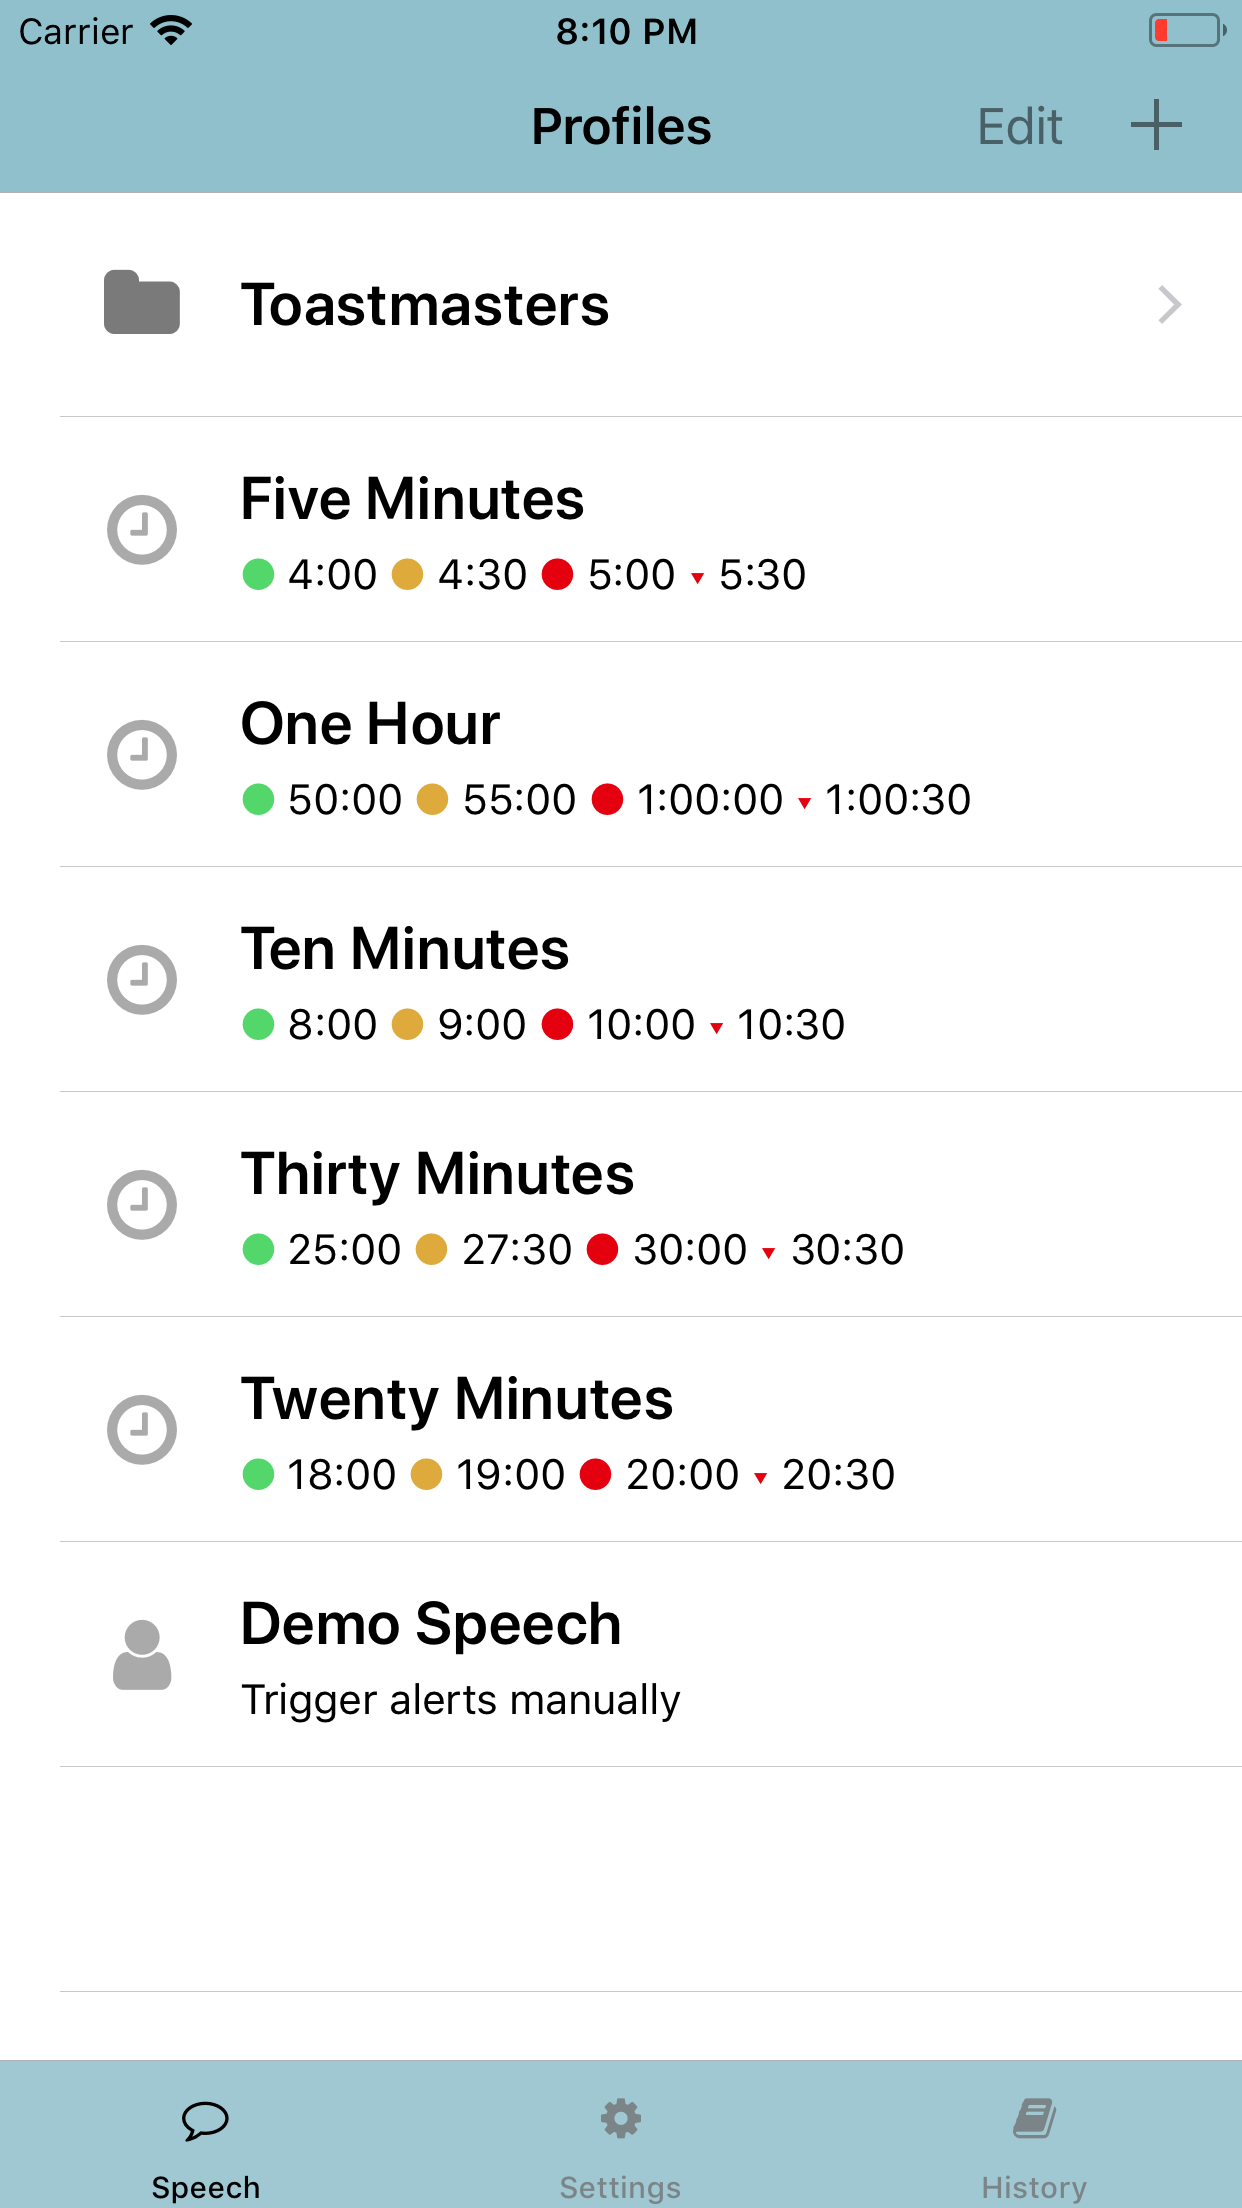 Carrier 8:10 PM
Profiles Edit
Toastmasters
Five Minutes
4:00 4:30 5:00 5:30
One Hour
50:00 55:00 1:00:00 1:00:30
Ten Minutes
8:00 9:00 10:00 10:30
Thirty Minutes
25:00 27:30 30:00 30:30
Twenty Minutes
18:00 19:00 20:00 20:30
Demo Speech
Trigger alerts manually
Speech Settings History